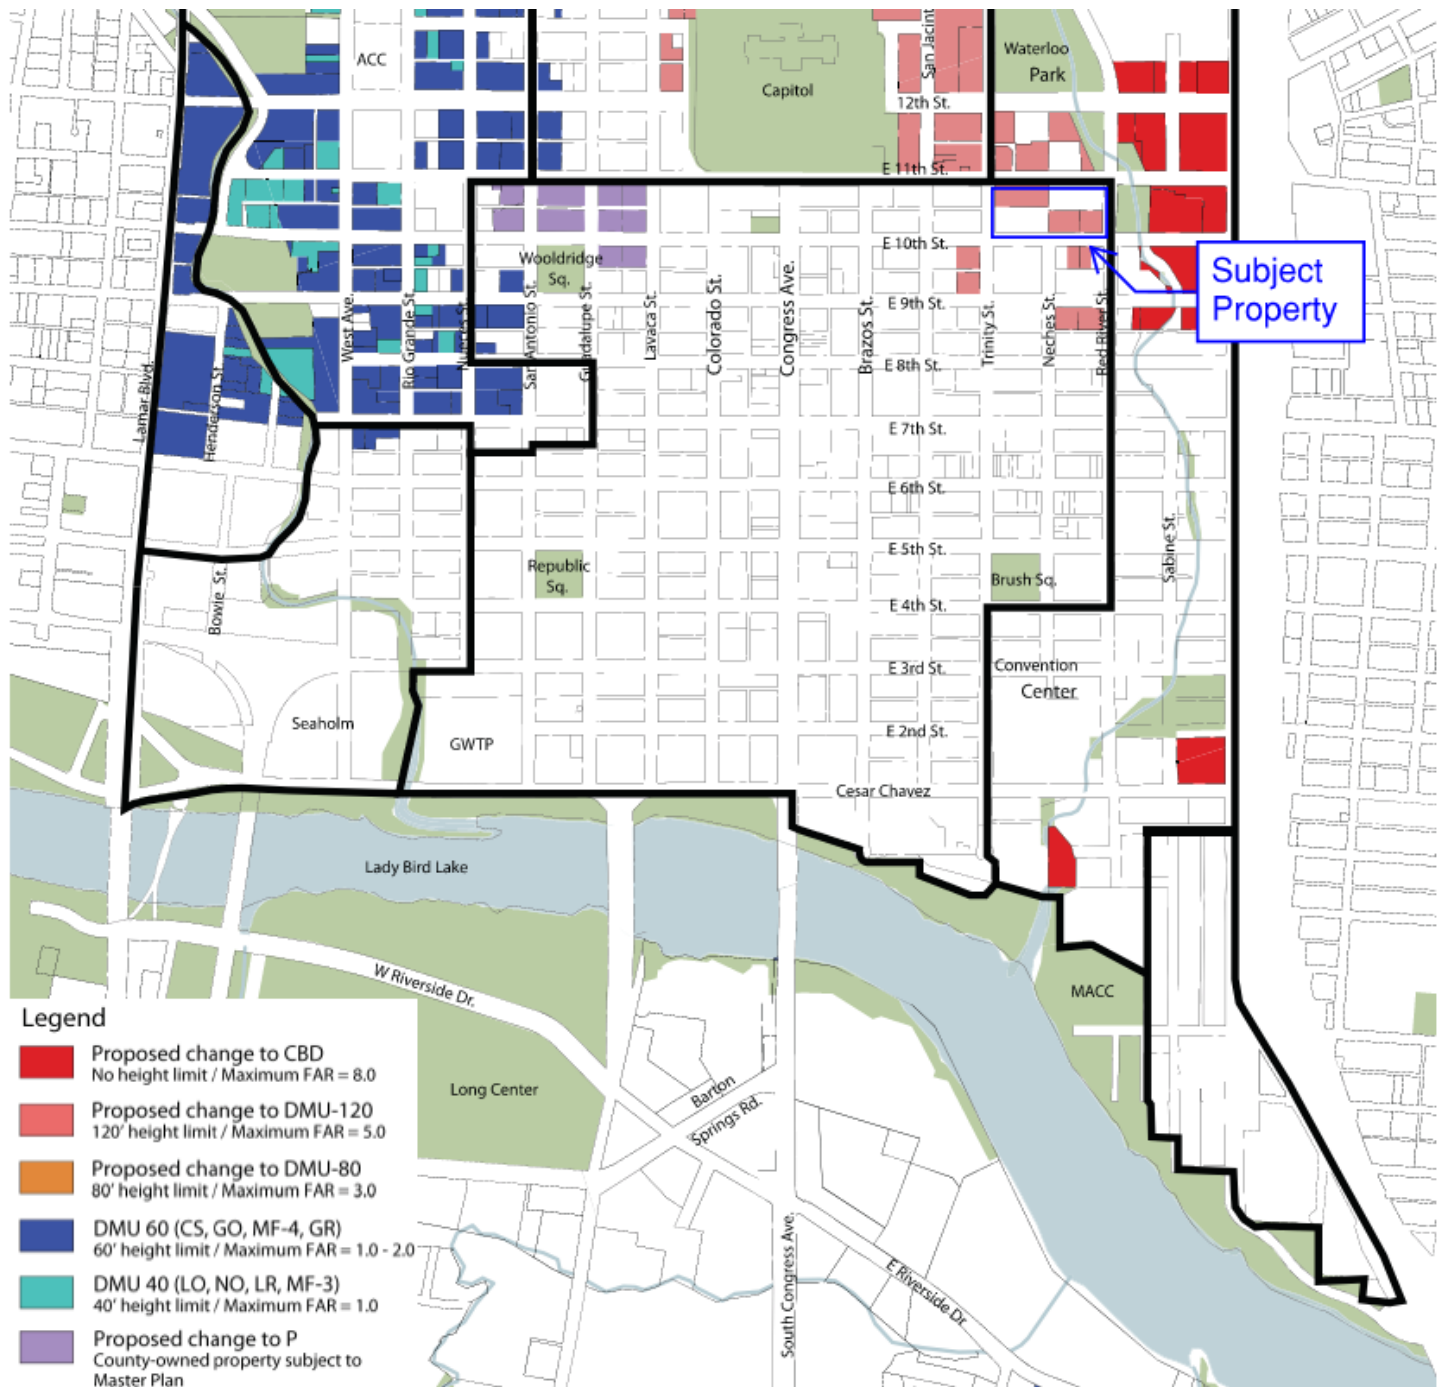 ACC
Capitol
San Jacint
Waterloo
Park
12th St.
E 11th St.
E 10th St.
Wooldridge
Sq.
Subject
Property
E 9th St.
West Ave.
Rio Grande St.
Nueces St.
San Antonio St.
Guadalupe St.
Lavaca St.
Colorado St.
Congress Ave.
Brazos St.
Trinity St.
Neches St.
Red River St.
E 8th St.
Lamar Blvd.
Henderson St.
E 7th St.
E 6th St.
E 5th St.
Sabine St.
Republic
Sq.
Brush Sq.
Bowie St.
E 4th St.
E 3rd St.
Convention
Center
Seaholm
GWTP
E 2nd St.
Cesar Chavez
Lady Bird Lake
W Riverside Dr.
MACC
Long Center
Barton
Springs Rd.
South Congress Ave.
E Riverside Dr
Legend
Proposed change to CBD
No height limit / Maximum FAR = 8.0
Proposed change to DMU-120
120' height limit / Maximum FAR = 5.0
Proposed change to DMU-80
80' height limit / Maximum FAR = 3.0
DMU 60 (CS, GO, MF-4, GR)
60' height limit / Maximum FAR = 1.0 - 2.0
DMU 40 (LO, NO, LR, MF-3)
40' height limit / Maximum FAR = 1.0
Proposed change to P
County-owned property subject to
Master Plan